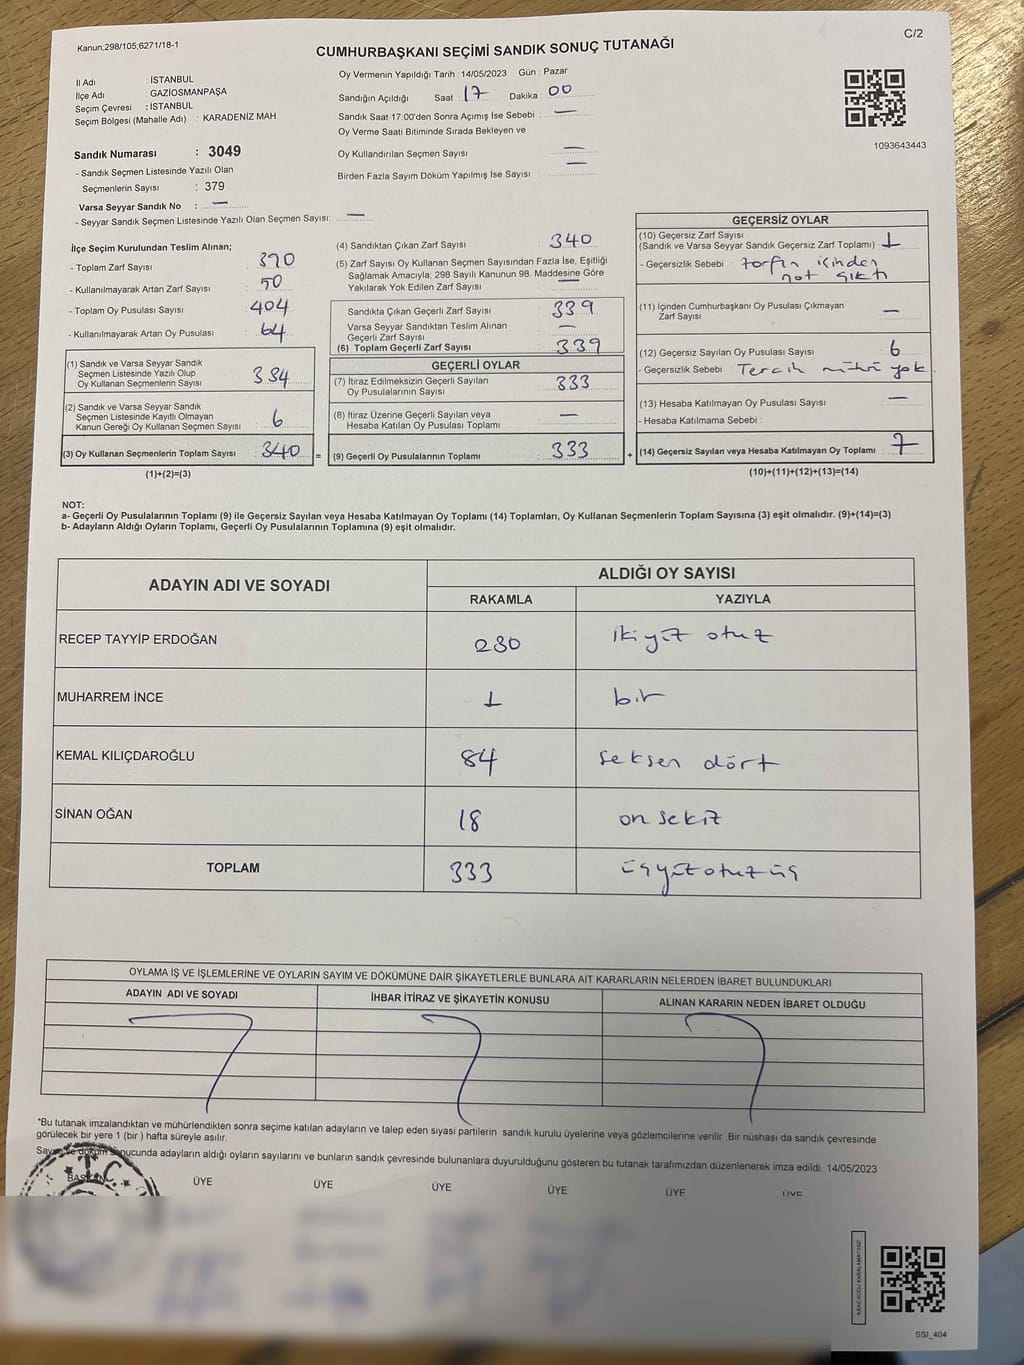 Kanun;298/105;6271/18-1
C/2
CUMHURBAŞKANI SEÇİMİ SANDIK SONUÇ TUTANAĞI
İl Adı : İSTANBUL
İlçe Adı : GAZİOSMANPAŞA
Seçim Çevresi : İSTANBUL
Seçim Bölgesi (Mahalle Adı) : KARADENİZ MAH.
Sandık Numarası : 3049
- Sandık Seçmen Listesinde Yazılı Olan
Seçmenlerin Sayısı : 379
Varsa Seyyar Sandık No : —
- Seyyar Sandık Seçmen Listesinde Yazılı Olan Seçmen Sayısı: —
Oy Vermenin Yapıldığı Tarih : 14/05/2023 Gün : Pazar
Sandığın Açıldığı Saat : 17 Dakika : 00
Sandık Saat 17:00'den Sonra Açımış İse Sebebi : —
Oy Verme Saati Bitiminde Sırada Bekleyen ve
Oy Kullandırılan Seçmen Sayısı : —
Birden Fazla Sayım Döküm Yapılmış İse Sayısı : —
1093643443
İlçe Seçim Kurulundan Teslim Alınan;
- Toplam Zarf Sayısı : 390
- Kullanılmayarak Artan Zarf Sayısı : 50
- Toplam Oy Pusulası Sayısı : 404
- Kullanılmayarak Artan Oy Pusulası : 64
(1) Sandık ve Varsa Seyyar Sandık
Seçmen Listesinde Yazılı Olup
Oy Kullanan Seçmenlerin Sayısı : 334
(2) Sandık ve Varsa Seyyar Sandık
Seçmen Listesinde Kayıtlı Olmayan
Kanun Gereği Oy Kullanan Seçmen Sayısı : 6
(3) Oy Kullanan Seçmenlerin Toplam Sayısı : 340 =
(1)+(2)=(3)
(4) Sandıktan Çıkan Zarf Sayısı : 340
(5) Zarf Sayısı Oy Kullanan Seçmen Sayısından Fazla İse, Eşitliği
Sağlamak Amacıyla; 298 Sayılı Kanunun 98. Maddesine Göre
Yakılarak Yok Edilen Zarf Sayısı : —
Sandıkta Çıkan Geçerli Zarf Sayısı : 339
Varsa Seyyar Sandıktan Teslim Alınan
Geçerli Zarf Sayısı : —
(6) Toplam Geçerli Zarf Sayısı : 339
GEÇERLİ OYLAR
(7) İtiraz Edilmeksizin Geçerli Sayılan
Oy Pusulasının Sayısı : 333
(8) İtiraz Üzerine Geçerli Sayılan veya
Hesaba Katılan Oy Pusulası Toplamı : —
(9) Geçerli Oy Pusulalarının Toplamı : 333 +
GEÇERSİZ OYLAR
(10) Geçersiz Zarf Sayısı
(Sandık ve Varsa Seyyar Sandık Geçersiz Zarf Toplamı) : 1
- Geçersizlik Sebebi : zarfın içinden
not çıktı
(11) İçinden Cumhurbaşkanı Oy Pusulası Çıkmayan
Zarf Sayısı : —
(12) Geçersiz Sayılan Oy Pusulası Sayısı : 6
- Geçersizlik Sebebi : Tercih mührü yok
(13) Hesaba Katılmayan Oy Pusulası Sayısı : —
- Hesaba Katılmama Sebebi :
(14) Geçersiz Sayılan veya Hesaba Katılmayan Oy Toplamı : 7
(10)+(11)+(12)+(13)=(14)
NOT:
a- Geçerli Oy Pusulalarının Toplamı (9) ile Geçersiz Sayılan veya Hesaba Katılmayan Oy Toplamı (14) Toplamları, Oy Kullanan Seçmenlerin Toplam Sayısına (3) eşit olmalıdır. (9)+(14)=(3)
b- Adayların Aldığı Oyların Toplamı, Geçerli Oy Pusulalarının Toplamına (9) eşit olmalıdır.
ADAYIN ADI VE SOYADI
ALDIĞI OY SAYISI
RAKAMLA YAZIYLA
RECEP TAYYİP ERDOĞAN 230 ikiyüz otuz
MUHARREM İNCE 1 bir
KEMAL KILIÇDAROĞLU 84 seksen dört
SİNAN OĞAN 18 on sekiz
TOPLAM 333 üçyüzotuzüç
OYLAMA İŞ VE İŞLEMLERİNE VE OYLARIN SAYIM VE DÖKÜMÜNE DAİR ŞİKAYETLERLE BUNLARA AİT KARARLARIN NELERDEN İBARET BULUNDUKLARI
ADAYIN ADI VE SOYADI İHBAR İTİRAZ VE ŞİKAYETİN KONUSU ALINAN KARARIN NEDEN İBARET OLDUĞU
*Bu tutanak imzalandıktan ve mühürlendikten sonra seçime katılan adayların ve talep eden siyasi partilerin sandık kurulu üyelerine veya gözlemcilerine verilir. Bir nüshası da sandık çevresinde
görülecek bir yere 1 (bir) hafta süreyle asılır.
Sayım ve döküm sonucunda adayların aldığı oyların sayılarını ve bunların sandık çevresinde bulunanlara duyurulduğunu gösteren bu tutanak tarafımızdan düzenlenerek imza edildi. 14/05/2023
BAŞKAN ÜYE ÜYE ÜYE ÜYE ÜYE ÜYE
T.C.
SSI_404